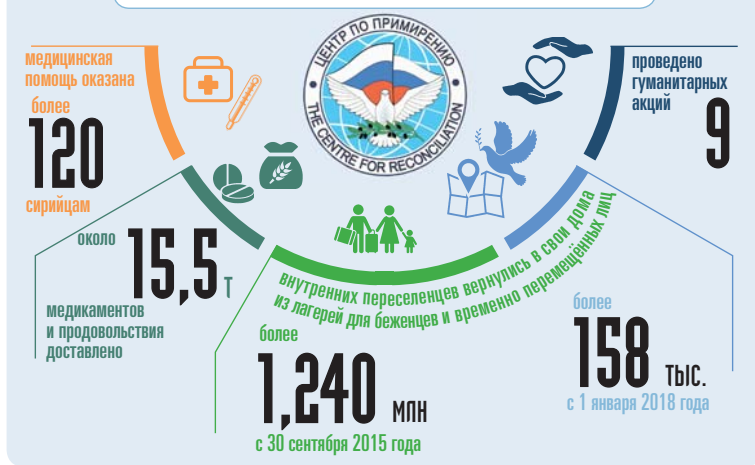 ЦЕНТР ПО ПРИМИРЕНИЮ
THE CENTRE FOR RECONCILIATION
медицинская
помощь оказана
более
120
сирийцам
около
15,5 т
медикаментов
и продовольствия
доставлено
внутренних переселенцев вернулись в свои дома
из лагерей для беженцев и временно перемещённых лиц
более
1,240 млн
с 30 сентября 2015 года
более
158 тыс.
с 1 января 2018 года
проведено
гуманитарных
акций
9